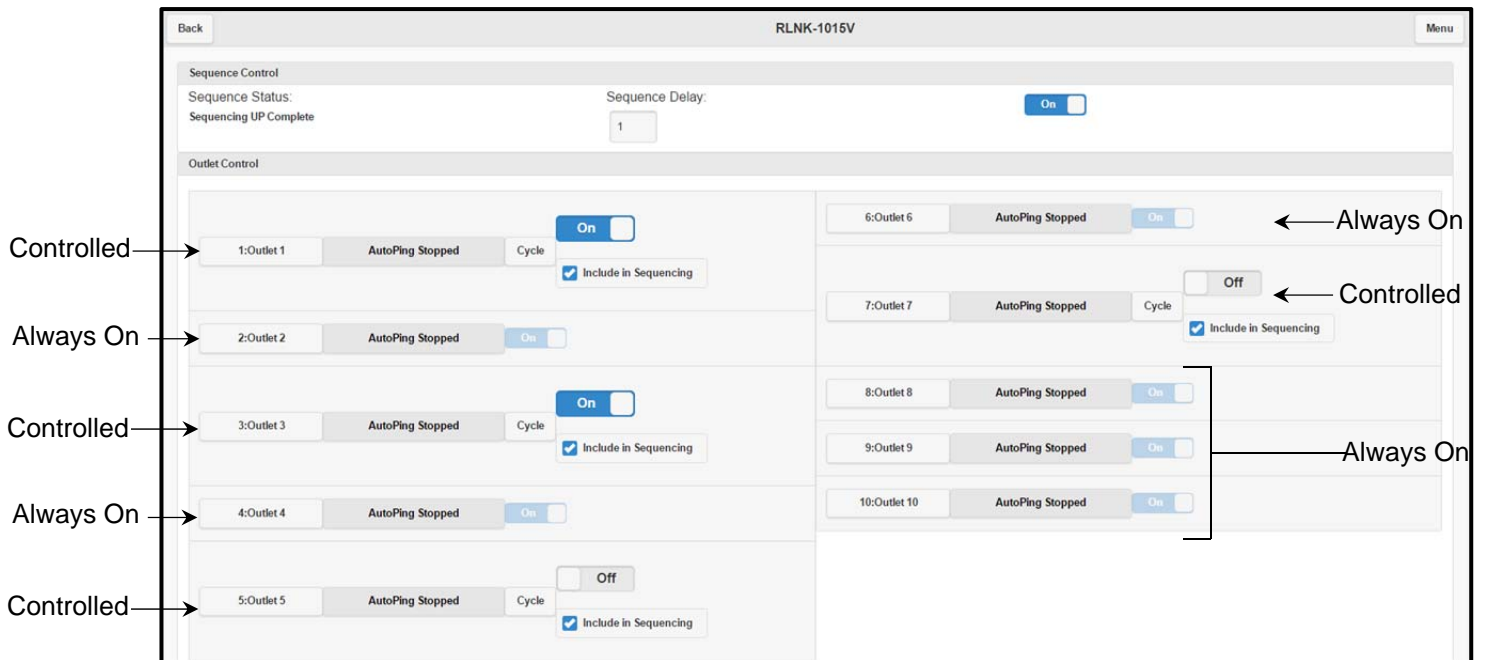 Back
RLNK-1015V
Menu
Sequence Control
Sequence Status:
Sequencing UP Complete
Sequence Delay:
1
On
Outlet Control
Controlled
1:Outlet 1
AutoPing Stopped
Cycle
On
Include in Sequencing
Always On
2:Outlet 2
AutoPing Stopped
On
Controlled
3:Outlet 3
AutoPing Stopped
Cycle
On
Include in Sequencing
Always On
4:Outlet 4
AutoPing Stopped
On
Controlled
5:Outlet 5
AutoPing Stopped
Cycle
Off
Include in Sequencing
6:Outlet 6
AutoPing Stopped
On
Always On
7:Outlet 7
AutoPing Stopped
Cycle
Off
Include in Sequencing
Controlled
8:Outlet 8
AutoPing Stopped
On
9:Outlet 9
AutoPing Stopped
On
Always On
10:Outlet 10
AutoPing Stopped
On